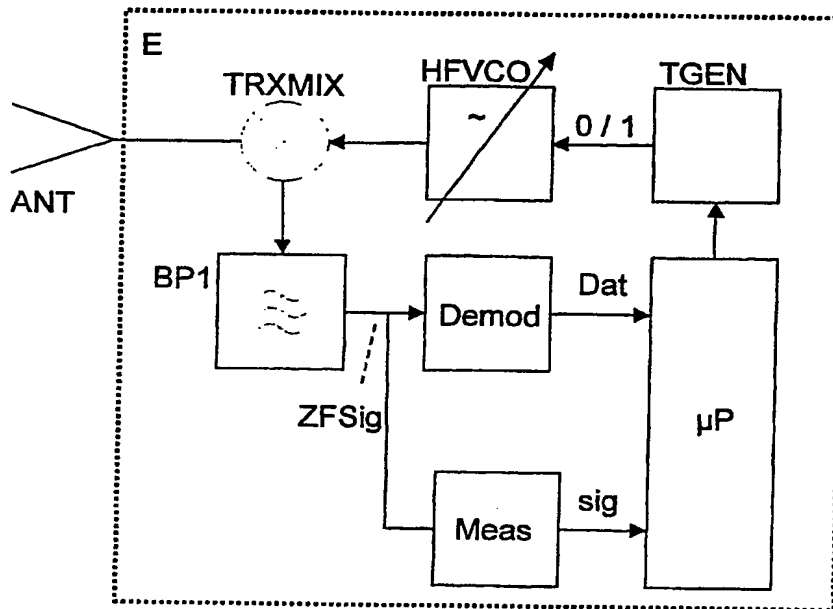 E
HFVCO
TGEN
TRXMIX
~
0 / 1
ANT
BP1
Demod
Dat
µP
ZFSig
Meas
sig